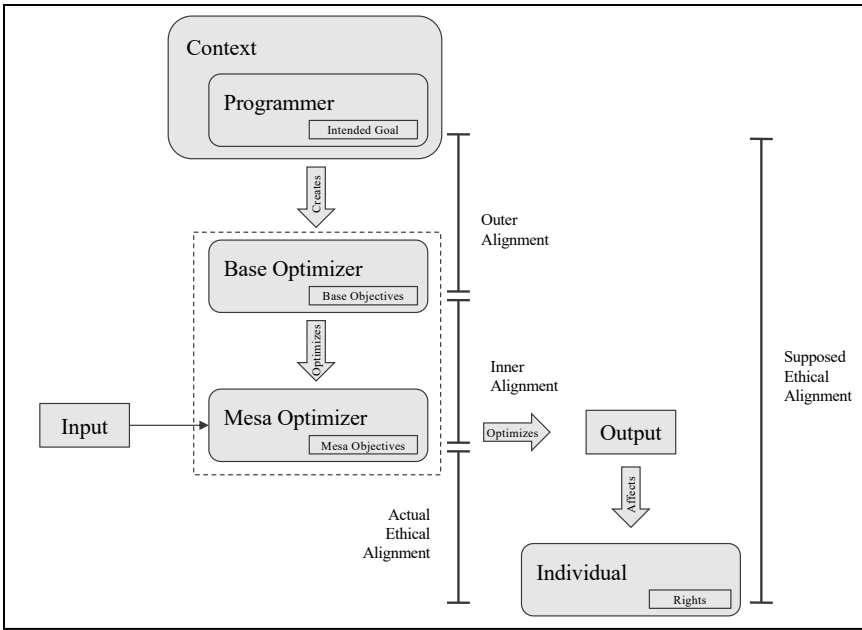 Context
Programmer
Intended Goal
Creates
Outer
Alignment
Base Optimizer
Base Objectives
Optimizes
Inner
Alignment
Supposed
Ethical
Alignment
Input
Mesa Optimizer
Mesa Objectives
Optimizes
Output
Affects
Actual
Ethical
Alignment
Individual
Rights